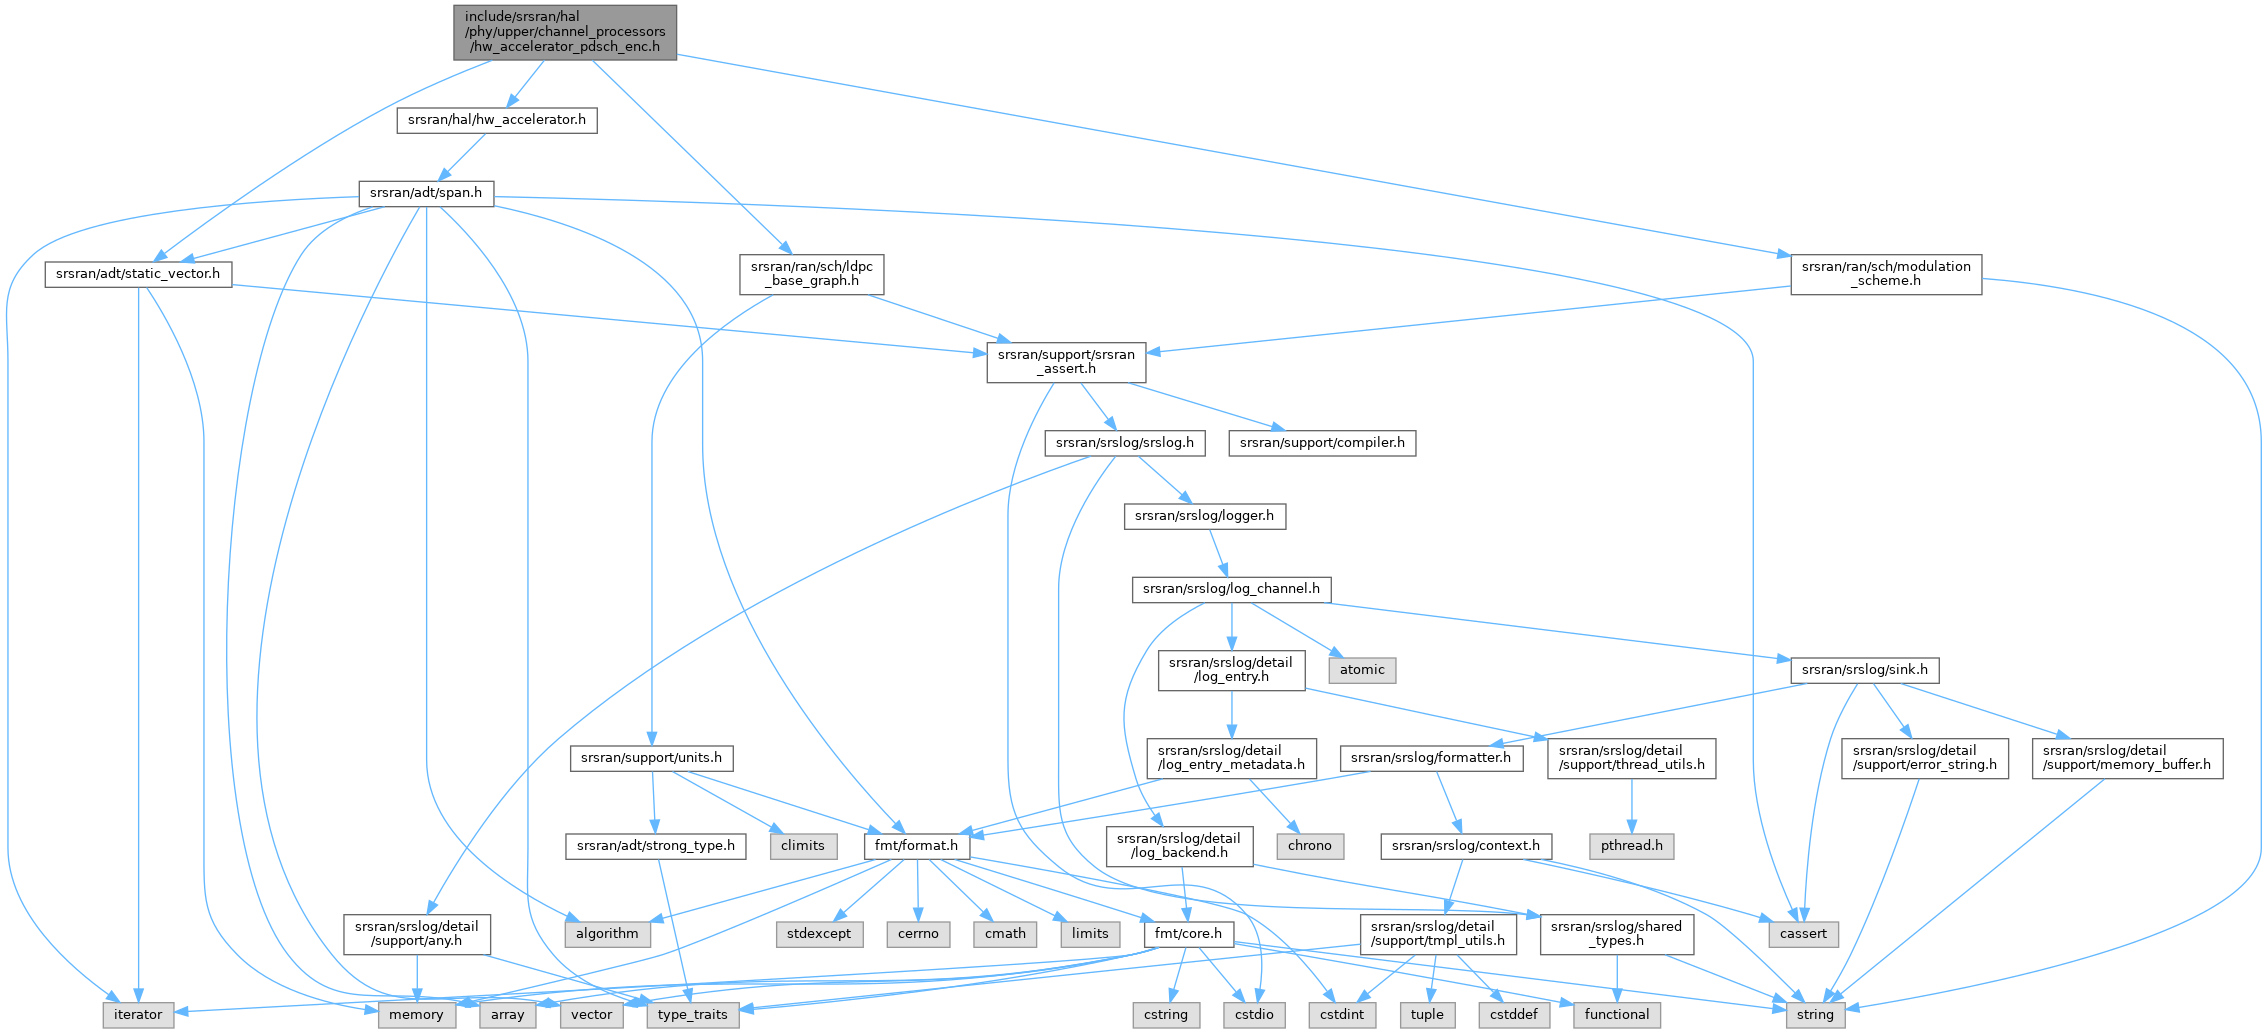 include/srsran/hal
/phy/upper/channel_processors
/hw_accelerator_pdsch_enc.h
srsran/hal/hw_accelerator.h
srsran/adt/span.h
srsran/adt/static_vector.h
srsran/ran/sch/ldpc
_base_graph.h
srsran/ran/sch/modulation
_scheme.h
srsran/support/srsran
_assert.h
srsran/srslog/srslog.h
srsran/support/compiler.h
srsran/srslog/logger.h
srsran/srslog/log_channel.h
srsran/srslog/detail
/log_entry.h
atomic
srsran/srslog/sink.h
srsran/support/units.h
srsran/srslog/detail
/log_entry_metadata.h
srsran/srslog/formatter.h
srsran/srslog/detail
/support/thread_utils.h
srsran/srslog/detail
/support/error_string.h
srsran/srslog/detail
/support/memory_buffer.h
srsran/adt/strong_type.h
climits
fmt/format.h
srsran/srslog/detail
/log_backend.h
chrono
srsran/srslog/context.h
pthread.h
srsran/srslog/detail
/support/any.h
algorithm
stdexcept
cerrno
cmath
limits
fmt/core.h
srsran/srslog/detail
/support/tmpl_utils.h
srsran/srslog/shared
_types.h
cassert
iterator
memory
array
vector
type_traits
cstring
cstdio
cstdint
tuple
cstddef
functional
string